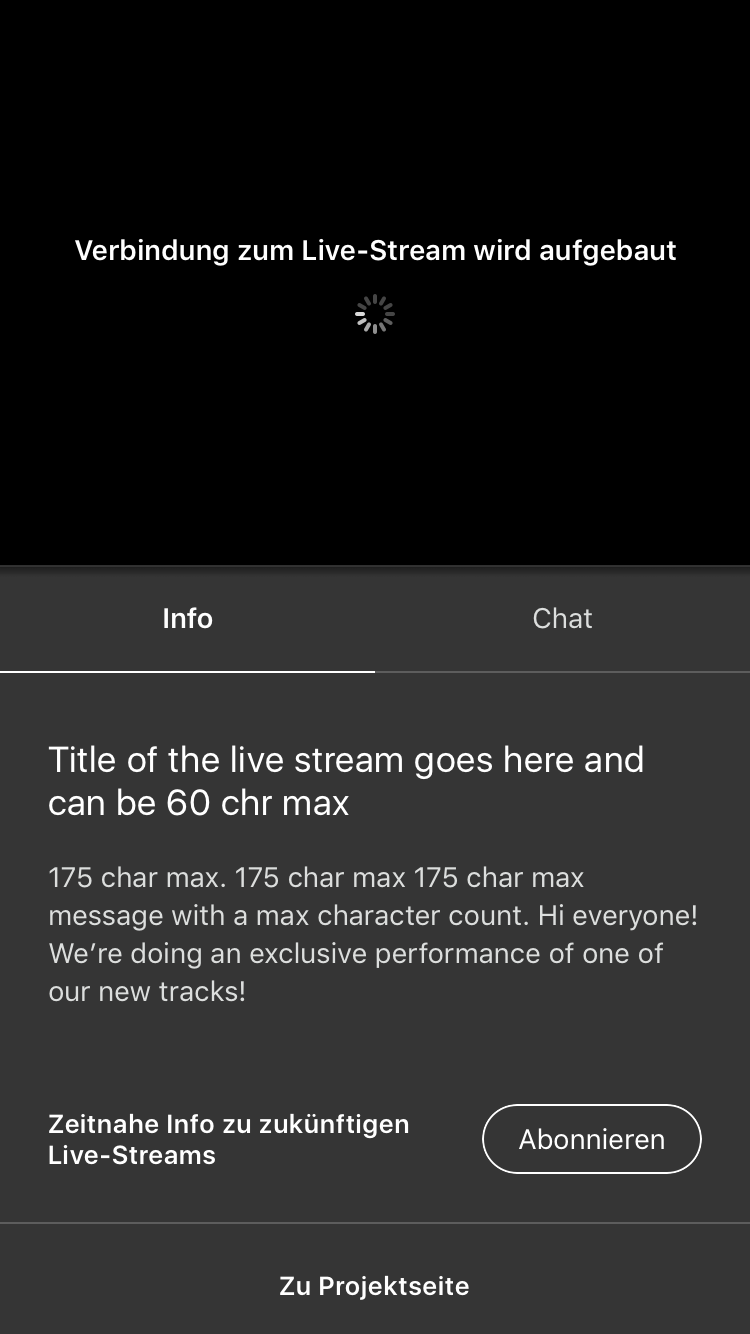 Verbindung zum Live-Stream wird aufgebaut
Info
Chat
Title of the live stream goes here and
can be 60 chr max
175 char max. 175 char max 175 char max
message with a max character count. Hi everyone!
We’re doing an exclusive performance of one of
our new tracks!
Zeitnahe Info zu zukünftigen
Live-Streams
Abonnieren
Zu Projektseite